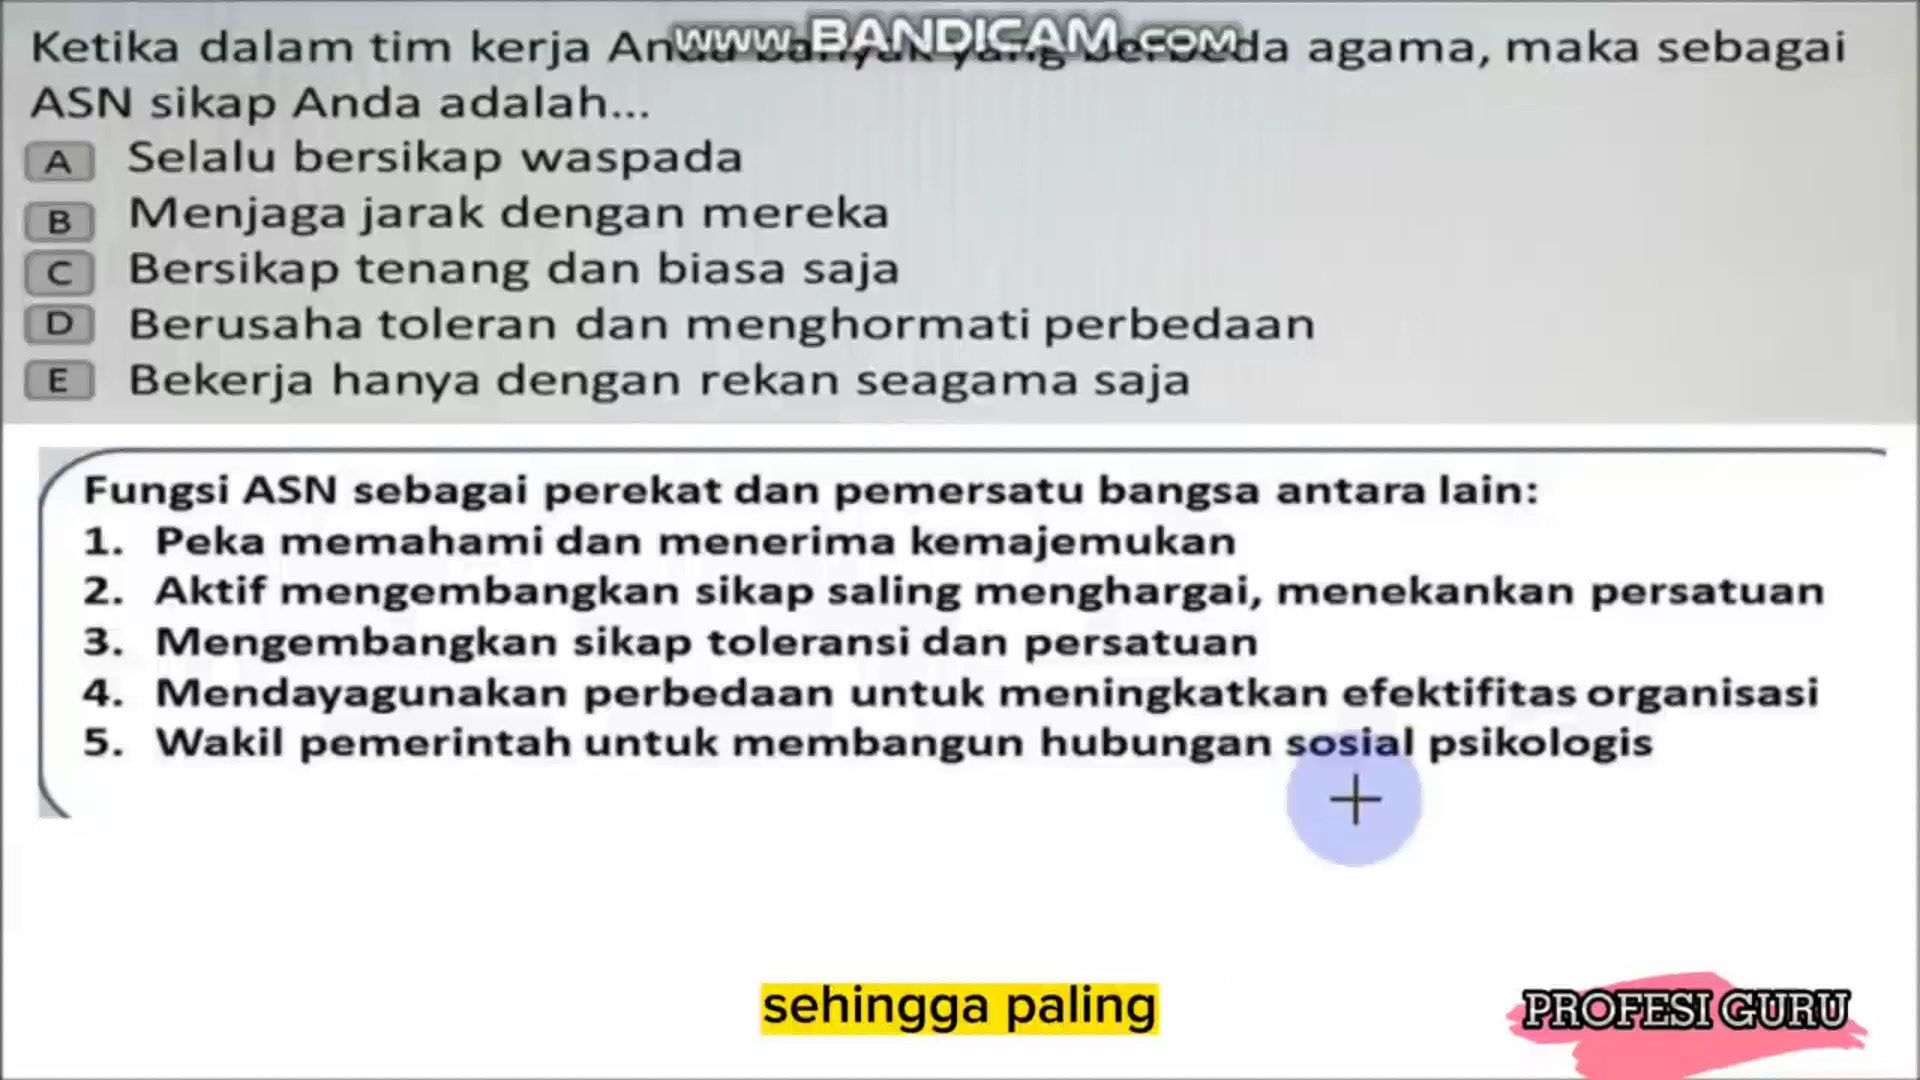 www.BANDICAM.com
Ketika dalam tim kerja Anda banyak yang berbeda agama, maka sebagai
ASN sikap Anda adalah...
A Selalu bersikap waspada
B Menjaga jarak dengan mereka
C Bersikap tenang dan biasa saja
D Berusaha toleran dan menghormati perbedaan
E Bekerja hanya dengan rekan seagama saja
Fungsi ASN sebagai perekat dan pemersatu bangsa antara lain:
1. Peka memahami dan menerima kemajemukan
2. Aktif mengembangkan sikap saling menghargai, menekankan persatuan
3. Mengembangkan sikap toleransi dan persatuan
4. Mendayagunakan perbedaan untuk meningkatkan efektifitas organisasi
5. Wakil pemerintah untuk membangun hubungan sosial psikologis
sehingga paling
PROFESI GURU